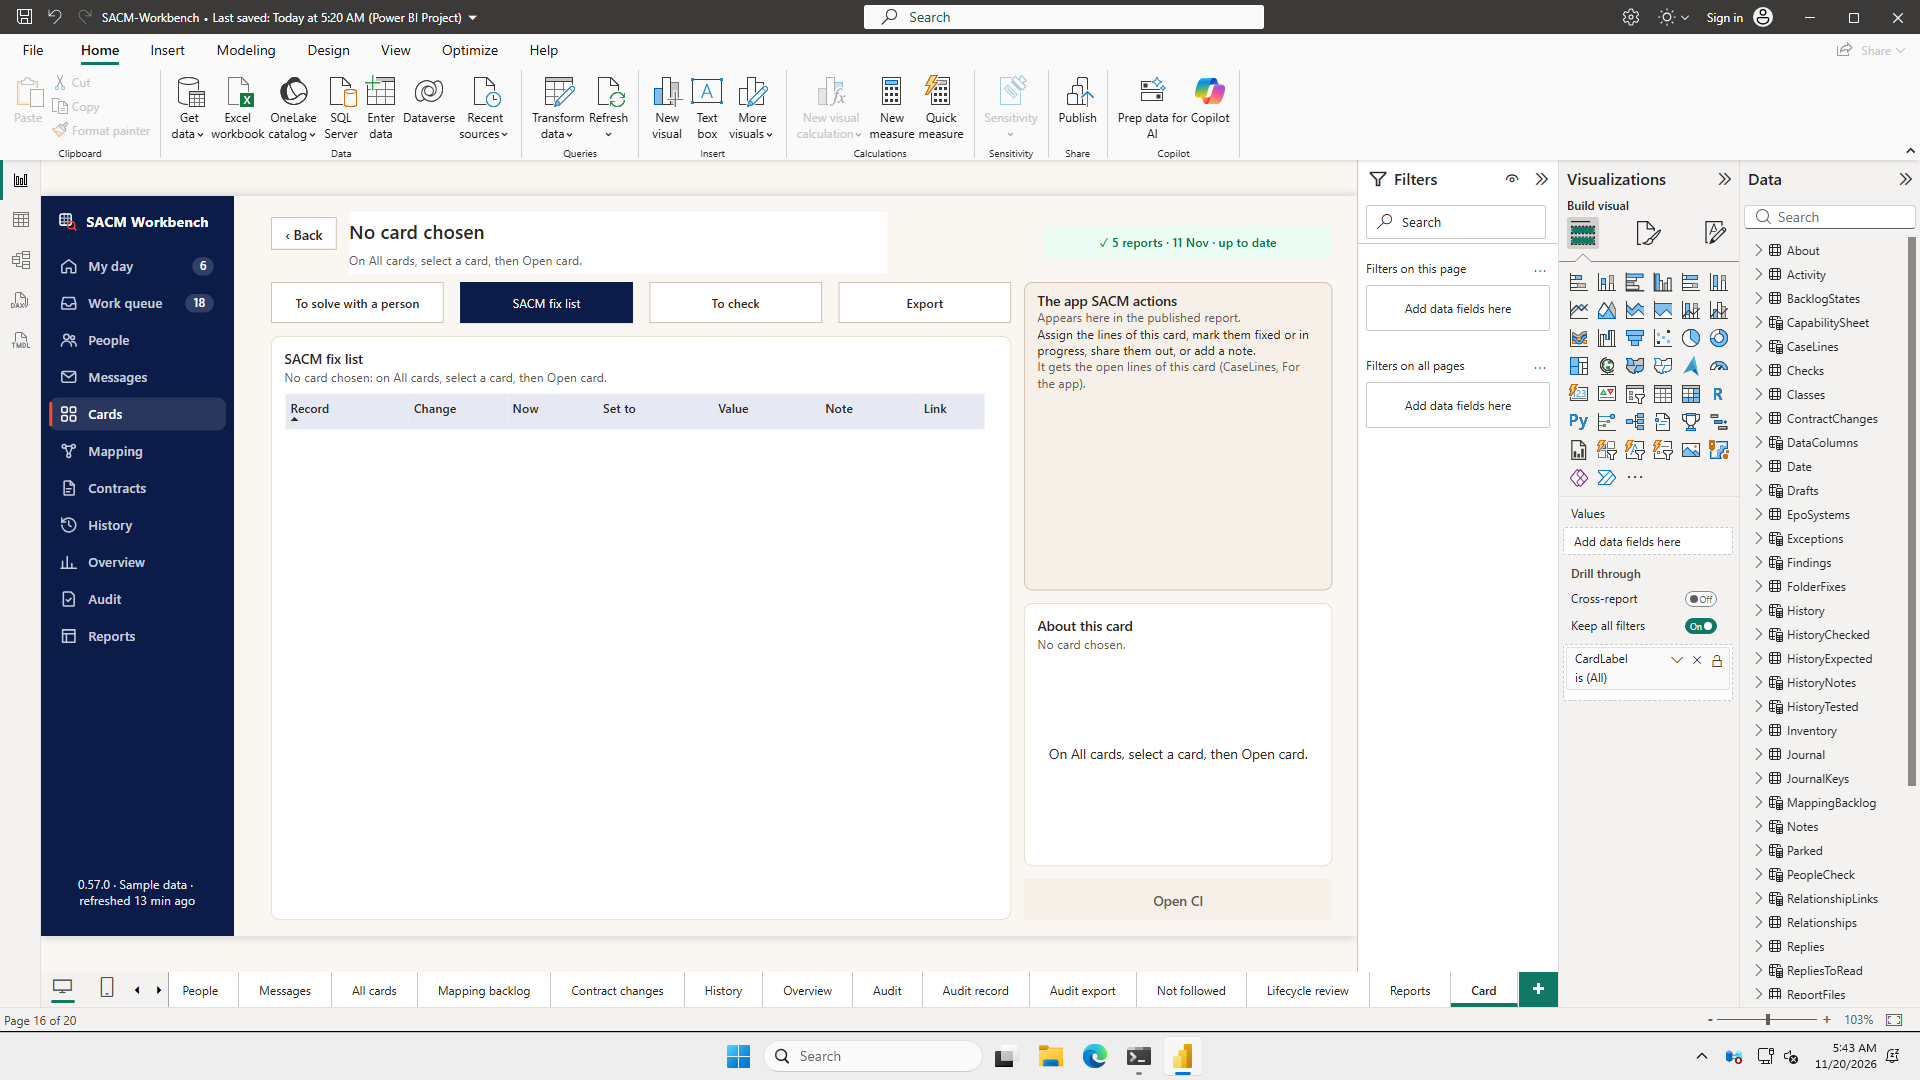 SACM-Workbench • Last saved: Today at 5:20 AM (Power BI Project)
Search
Sign in
File
Home
Insert
Modeling
Design
View
Optimize
Help
Share
Paste
Cut
Copy
Format painter
Clipboard
Get data
Excel workbook
OneLake catalog
SQL Server
Enter data
Dataverse
Recent sources
Data
Transform data
Refresh
Queries
New visual
Text box
More visuals
Insert
New visual calculation
New measure
Quick measure
Calculations
Sensitivity
Sensitivity
Publish
Share
Prep data for AI
Copilot
Copilot
SACM Workbench
My day 6
Work queue 18
People
Messages
Cards
Mapping
Contracts
History
Overview
Audit
Reports
0.57.0 · Sample data ·
refreshed 13 min ago
‹ Back
No card chosen
On All cards, select a card, then Open card.
✓ 5 reports · 11 Nov · up to date
To solve with a person
SACM fix list
To check
Export
SACM fix list
No card chosen: on All cards, select a card, then Open card.
Record Change Now Set to Value Note Link
The app SACM actions
Appears here in the published report.
Assign the lines of this card, mark them fixed or in
progress, share them out, or add a note.
It gets the open lines of this card (CaseLines, For
the app).
About this card
No card chosen.
On All cards, select a card, then Open card.
Open CI
Filters
Search
Filters on this page
Add data fields here
Filters on all pages
Add data fields here
Visualizations
Build visual
Values
Add data fields here
Drill through
Cross-report Off
Keep all filters On
CardLabel
is (All)
Data
Search
About
Activity
BacklogStates
CapabilitySheet
CaseLines
Checks
Classes
ContractChanges
DataColumns
Date
Drafts
EpoSystems
Exceptions
Findings
FolderFixes
History
HistoryChecked
HistoryExpected
HistoryNotes
HistoryTested
Inventory
Journal
JournalKeys
MappingBacklog
Notes
Parked
PeopleCheck
RelationshipLinks
Relationships
Replies
RepliesToRead
ReportFiles
People
Messages
All cards
Mapping backlog
Contract changes
History
Overview
Audit
Audit record
Audit export
Not followed
Lifecycle review
Reports
Card
Page 16 of 20
103%
Search
5:43 AM
11/20/2026